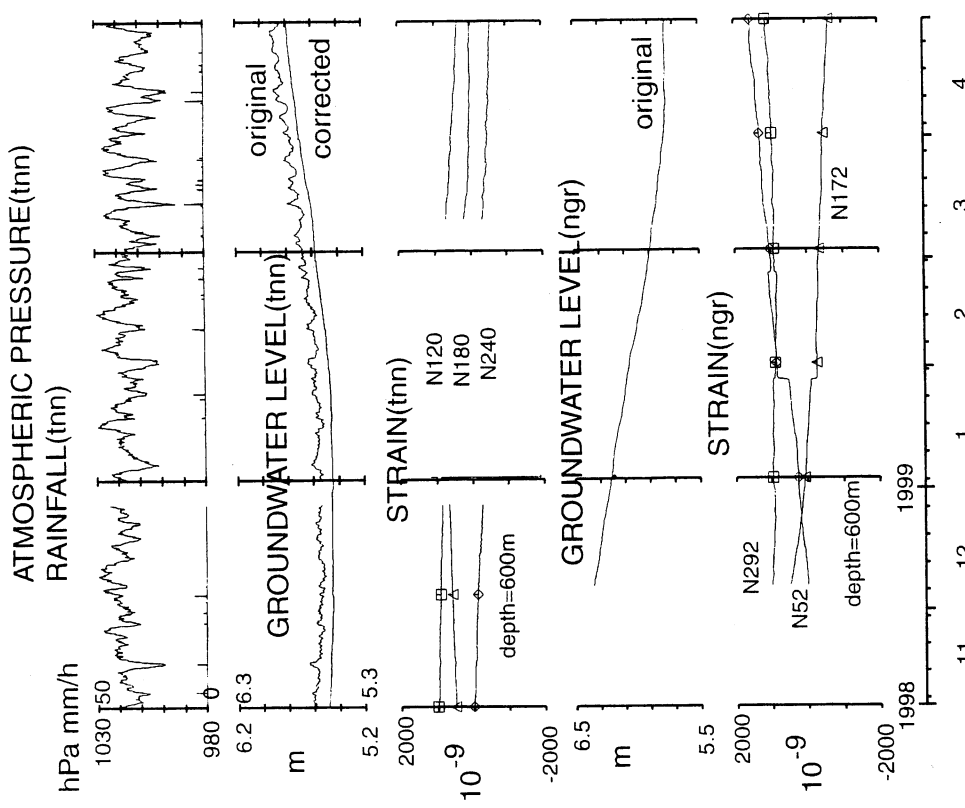 ATMOSPHERIC PRESSURE(tnn)
RAINFALL(tnn)
hPa mm/h
1030
50
980
0
GROUNDWATER LEVEL(tnn)
original
corrected
6.2
6.3
m
5.2
5.3
STRAIN(tnn)
N120
N180
N240
depth=600m
2000
10-9
-2000
GROUNDWATER LEVEL(ngr)
original
6.5
m
5.5
STRAIN(ngr)
N292
N52
N172
depth=600m
2000
10-9
-2000
1998
11
12
1999
1
2
3
4